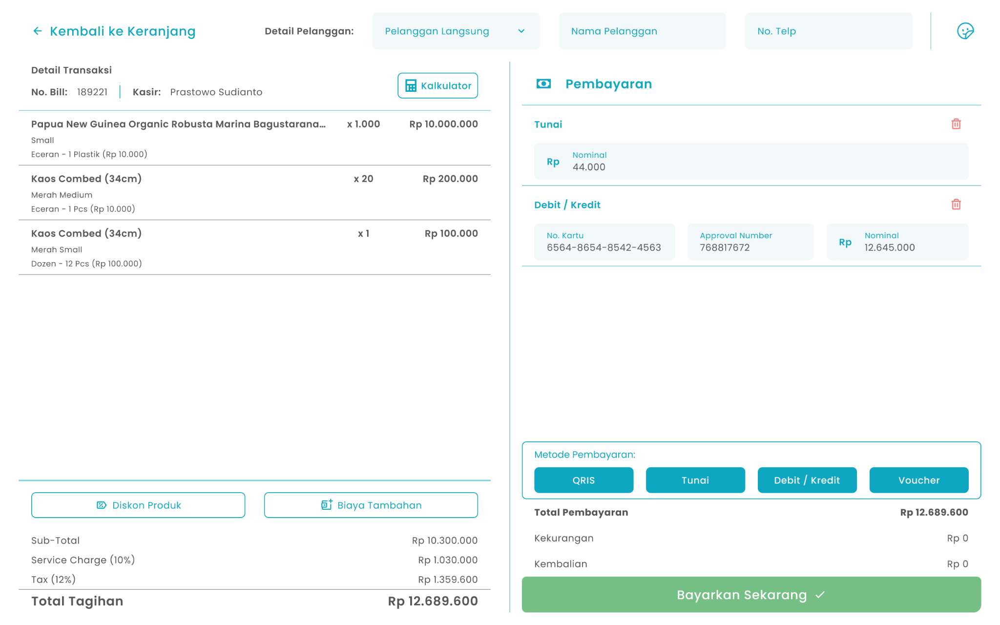 Kembali ke Keranjang
Detail Pelanggan:
Pelanggan Langsung
Nama Pelanggan
No. Telp
Detail Transaksi
No. Bill: 189221
Kasir: Prastowo Sudianto
Kalkulator
Papua New Guinea Organic Robusta Marina Bagustarana... x 1.000 Rp 10.000.000
Small
Eceran - 1 Plastik (Rp 10.000)
Kaos Combed (34cm) x 20 Rp 200.000
Merah Medium
Eceran - 1 Pcs (Rp 10.000)
Kaos Combed (34cm) x 1 Rp 100.000
Merah Small
Dozen - 12 Pcs (Rp 100.000)
Diskon Produk
Biaya Tambahan
Sub-Total Rp 10.300.000
Service Charge (10%) Rp 1.030.000
Tax (12%) Rp 1.359.600
Total Tagihan Rp 12.689.600
Pembayaran
Tunai
Nominal
Rp 44.000
Debit / Kredit
No. Kartu
6564-8654-8542-4563
Approval Number
768817672
Nominal
Rp 12.645.000
Metode Pembayaran:
QRIS
Tunai
Debit / Kredit
Voucher
Total Pembayaran Rp 12.689.600
Kekurangan Rp 0
Kembalian Rp 0
Bayarkan Sekarang